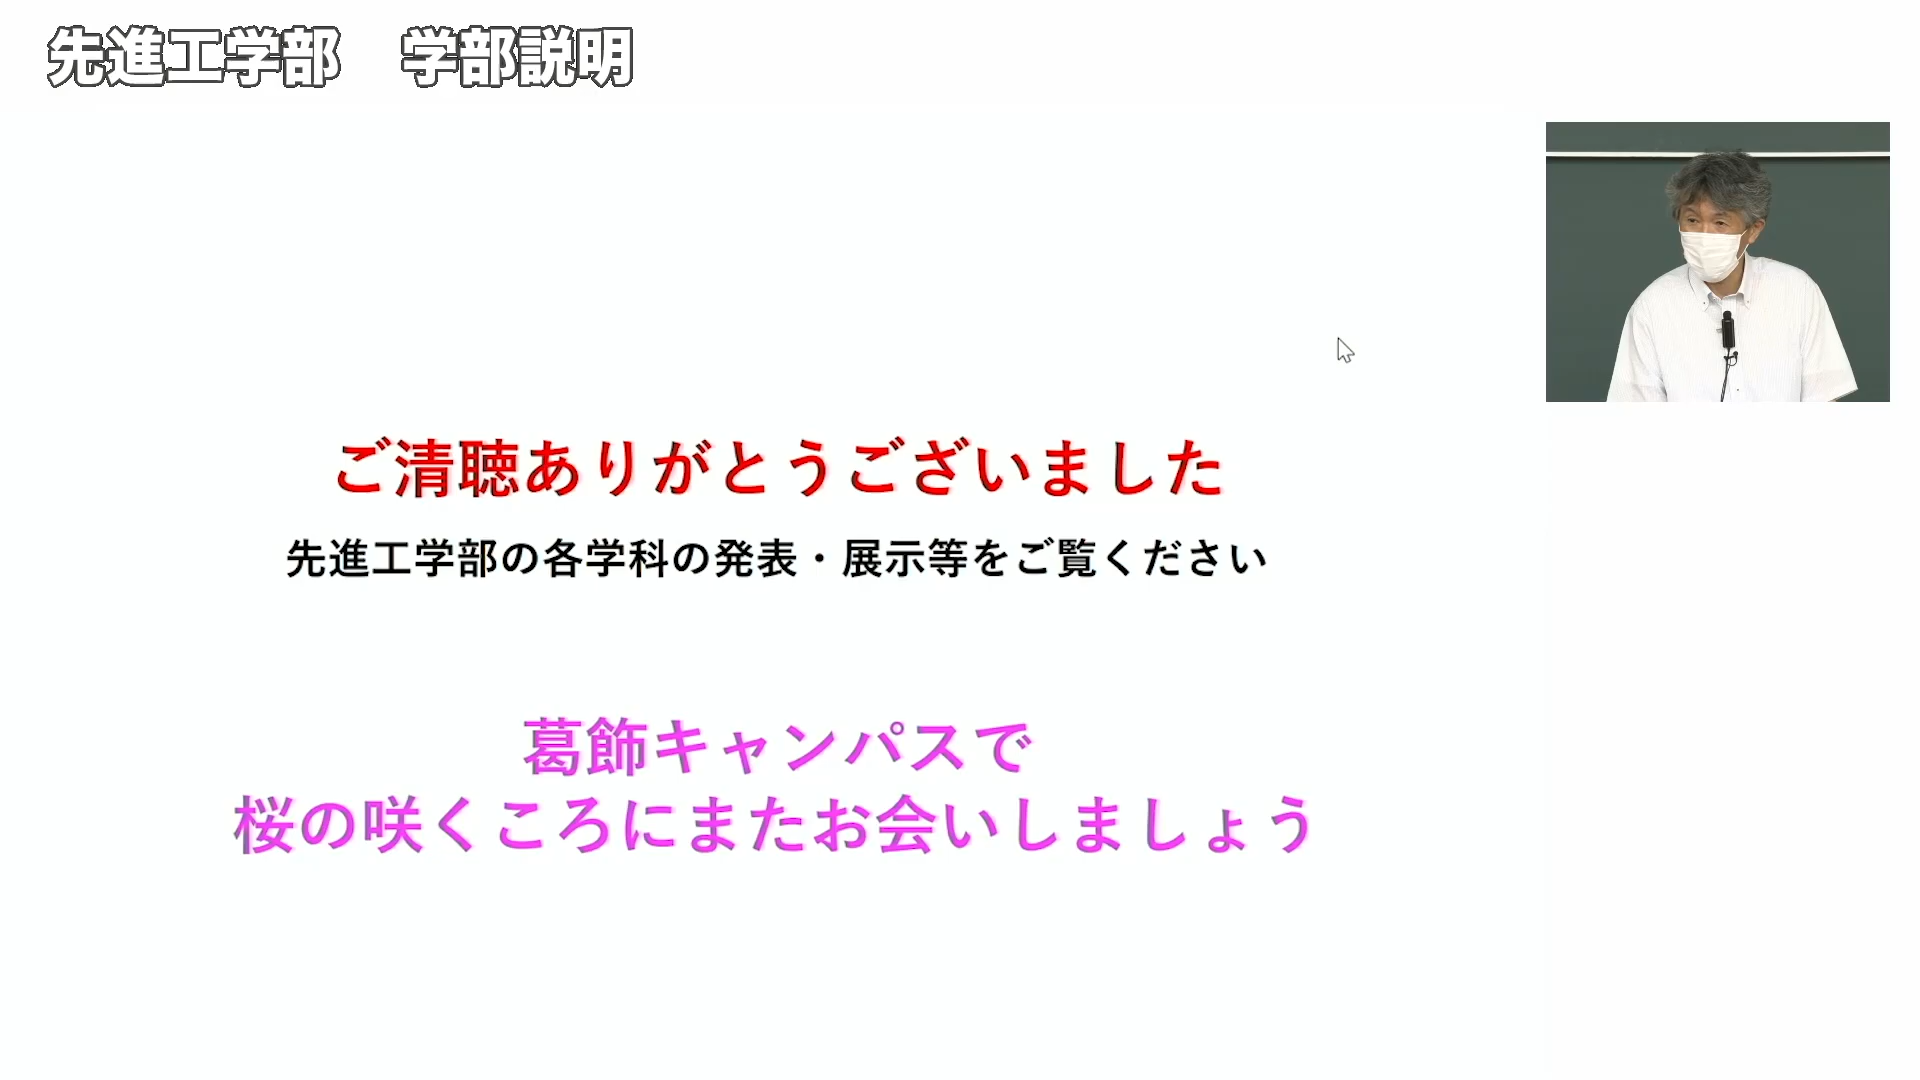 先進工学部　学部説明
ご清聴ありがとうございました
先進工学部の各学科の発表・展示等をご覧ください
葛飾キャンパスで
桜の咲くころにまたお会いしましょう